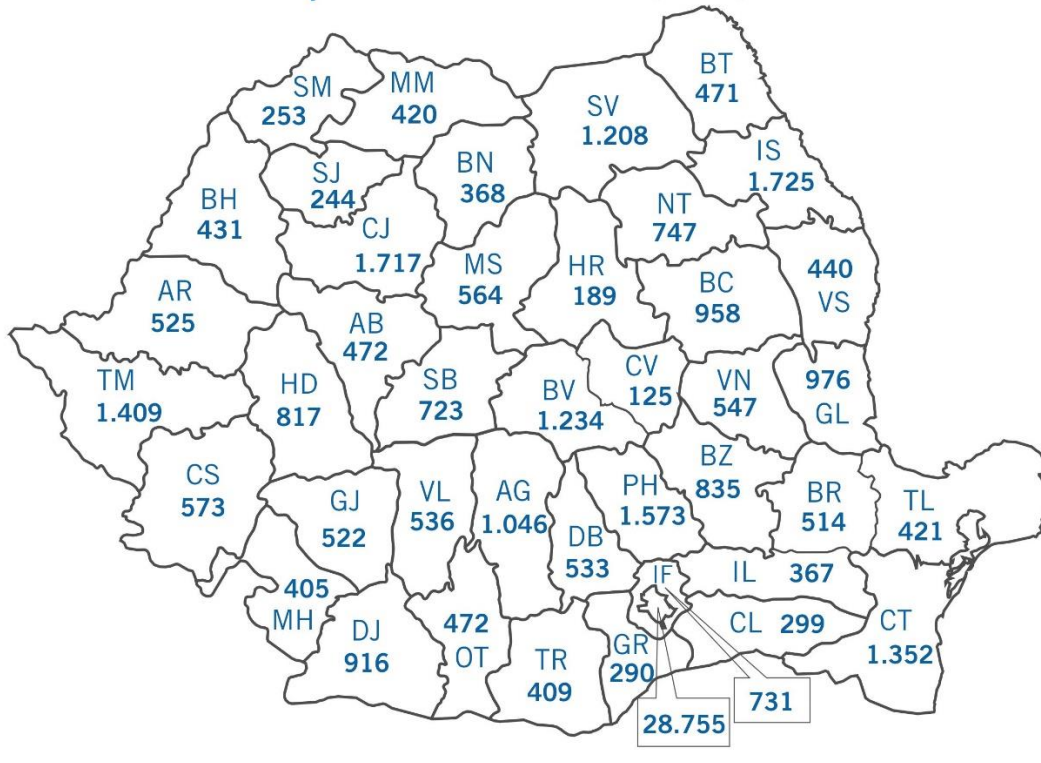 BT
471
SM
253
MM
420
SV
1.208
IS
1.725
BN
368
SJ
244
BH
431
NT
747
CJ
1.717
MS
564
HR
189
BC
958
440
VS
AR
525
AB
472
TM
1.409
HD
817
SB
723
BV
1.234
CV
125
VN
547
976
GL
CS
573
GJ
522
VL
536
AG
1.046
PH
1.573
BZ
835
BR
514
TL
421
DB
533
IF
IL 367
405
MH
DJ
916
472
OT
TR
409
GR
290
CL 299
CT
1.352
731
28.755